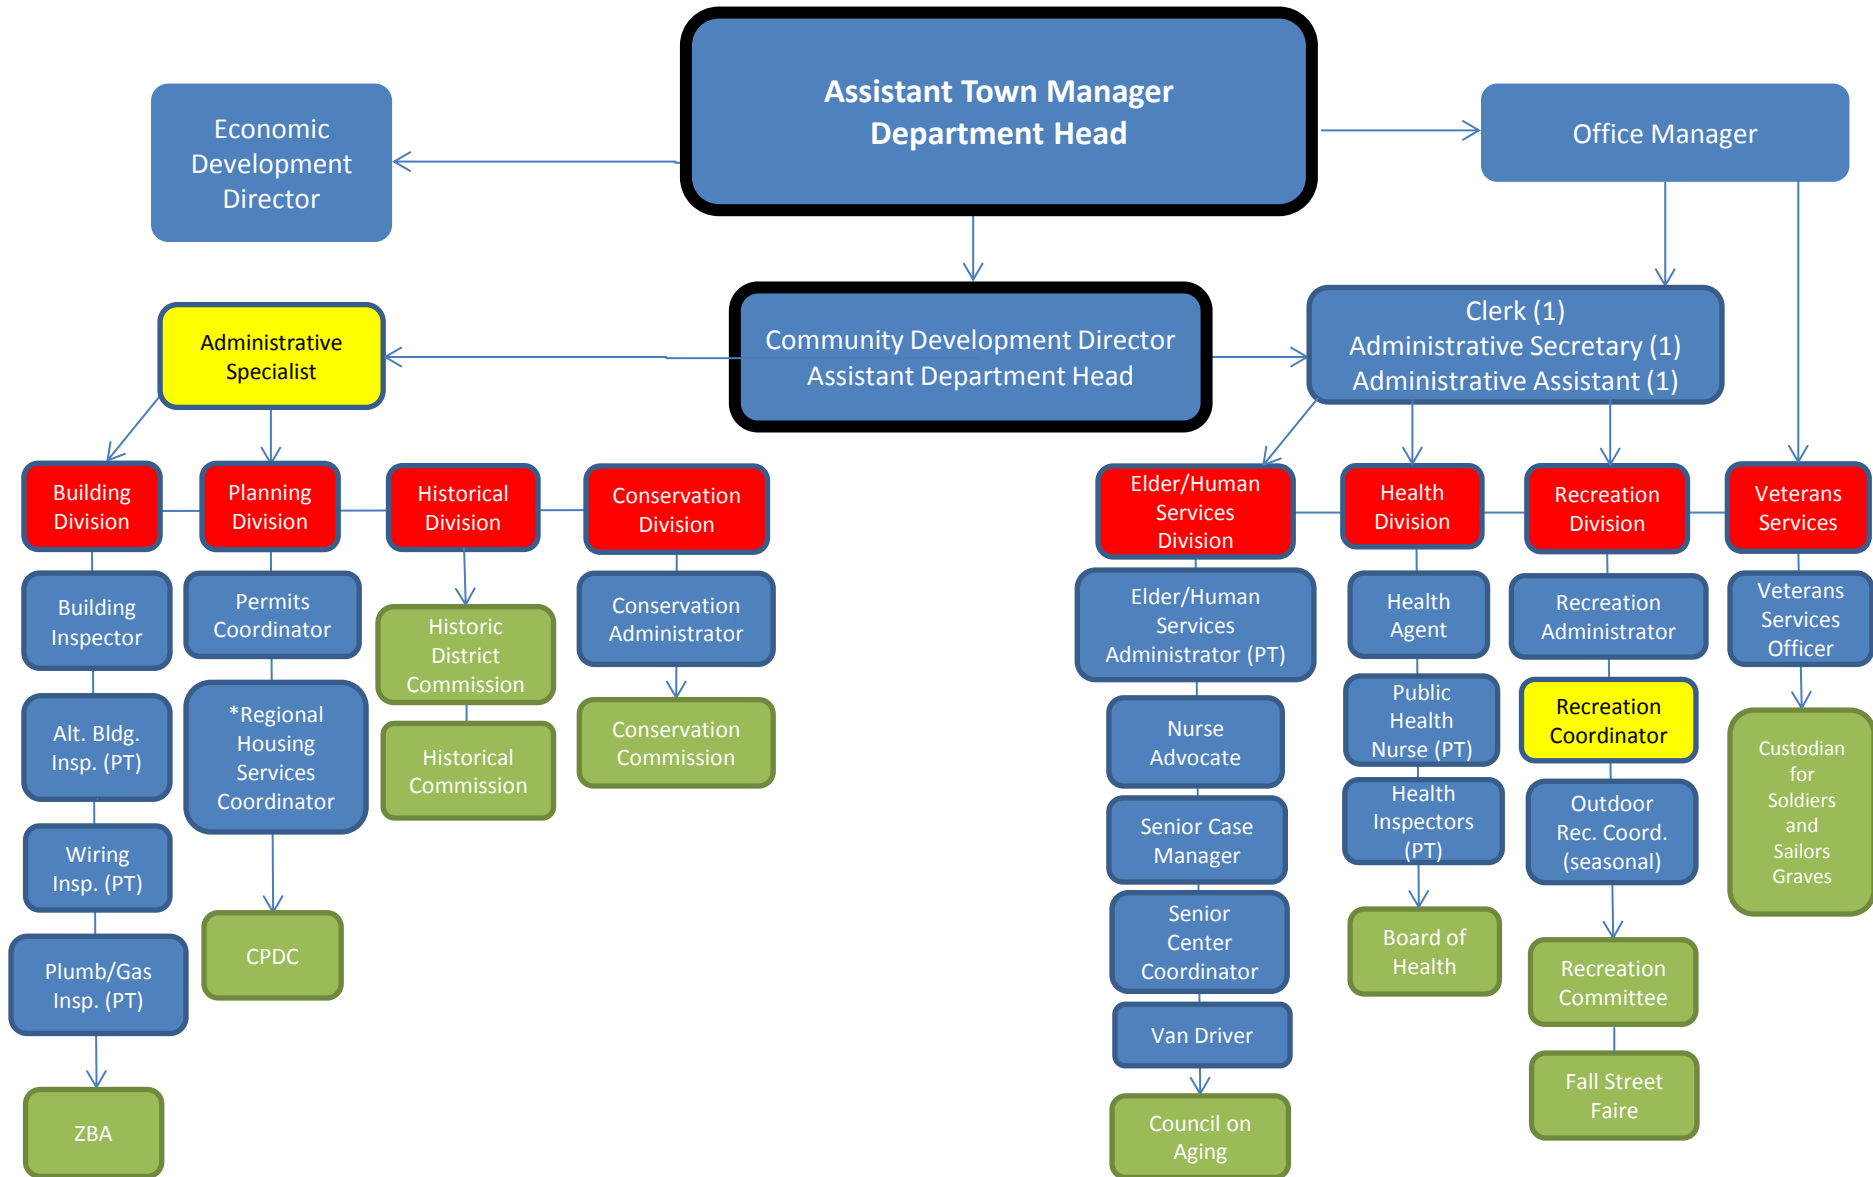 Assistant Town Manager
Department Head
Economic
Development
Director
Office Manager
Community Development Director
Assistant Department Head
Administrative
Specialist
Clerk (1)
Administrative Secretary (1)
Administrative Assistant (1)
Building
Division
Planning
Division
Historical
Division
Conservation
Division
Elder/Human
Services
Division
Health
Division
Recreation
Division
Veterans
Services
Building
Inspector
Alt. Bldg.
Insp. (PT)
Wiring
Insp. (PT)
Plumb/Gas
Insp. (PT)
ZBA
Permits
Coordinator
*Regional
Housing
Services
Coordinator
CPDC
Historic
District
Commission
Historical
Commission
Conservation
Administrator
Conservation
Commission
Elder/Human
Services
Administrator (PT)
Nurse
Advocate
Senior Case
Manager
Senior
Center
Coordinator
Van Driver
Council on
Aging
Health
Agent
Public
Health
Nurse (PT)
Health
Inspectors
(PT)
Board of
Health
Recreation
Administrator
Recreation
Coordinator
Outdoor
Rec. Coord.
(seasonal)
Recreation
Committee
Fall Street
Faire
Veterans
Services
Officer
Custodian
for
Soldiers
and
Sailors
Graves